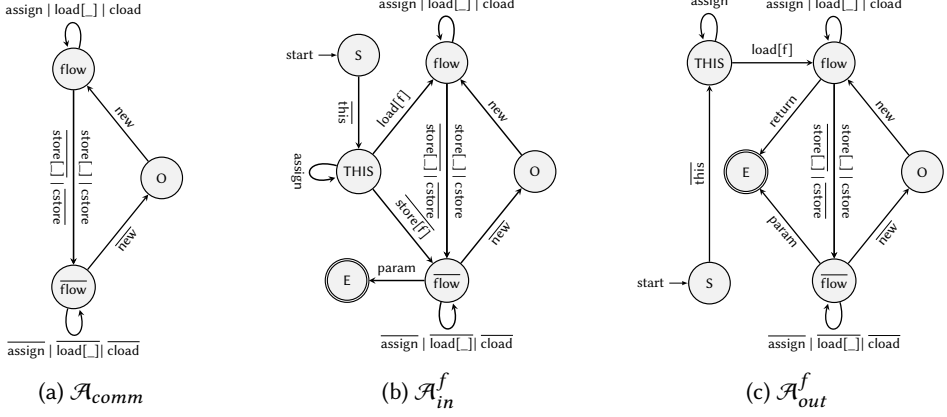 assign | load[_] | cload
flow
new
store[_] | cstore
store[_] | cstore
O
new
flow
assign | load[_] | cload
(a) 𝒜comm
assign | load[_] | cload
start
S
this
flow
load[f]
new
assign
THIS
store[_] | cstore
store[_] | cstore
O
store[f]
new
E
param
flow
assign | load[_] | cload
(b) 𝒜in^f
assign
assign | load[_] | cload
THIS
load[f]
flow
return
new
this
E
store[_] | cstore
store[_] | cstore
O
param
new
start
S
flow
assign | load[_] | cload
(c) 𝒜out^f